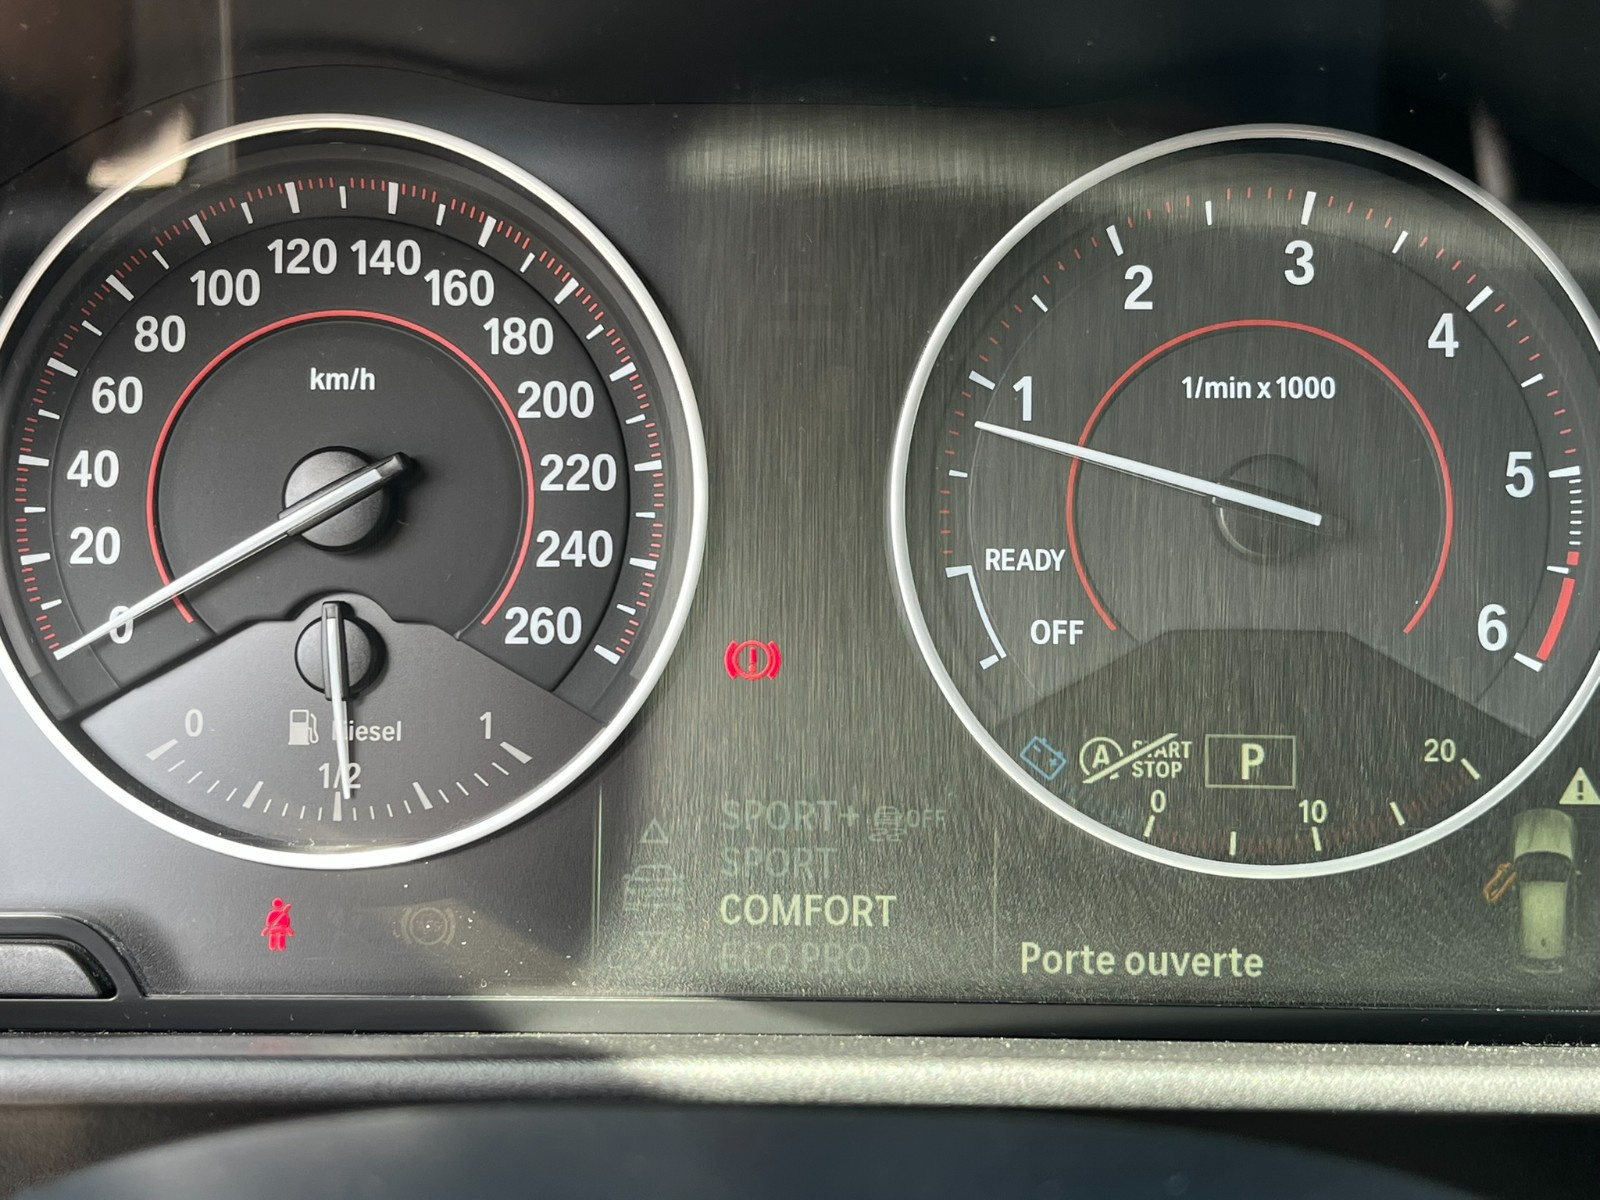 km/h
0
20
40
60
80
100
120
140
160
180
200
220
240
260
0
Diesel
1/2
1
1/min x 1000
OFF
READY
1
2
3
4
5
6
A
START
STOP
P
0
10
20
SPORT+
OFF
SPORT
COMFORT
ECO PRO
Porte ouverte